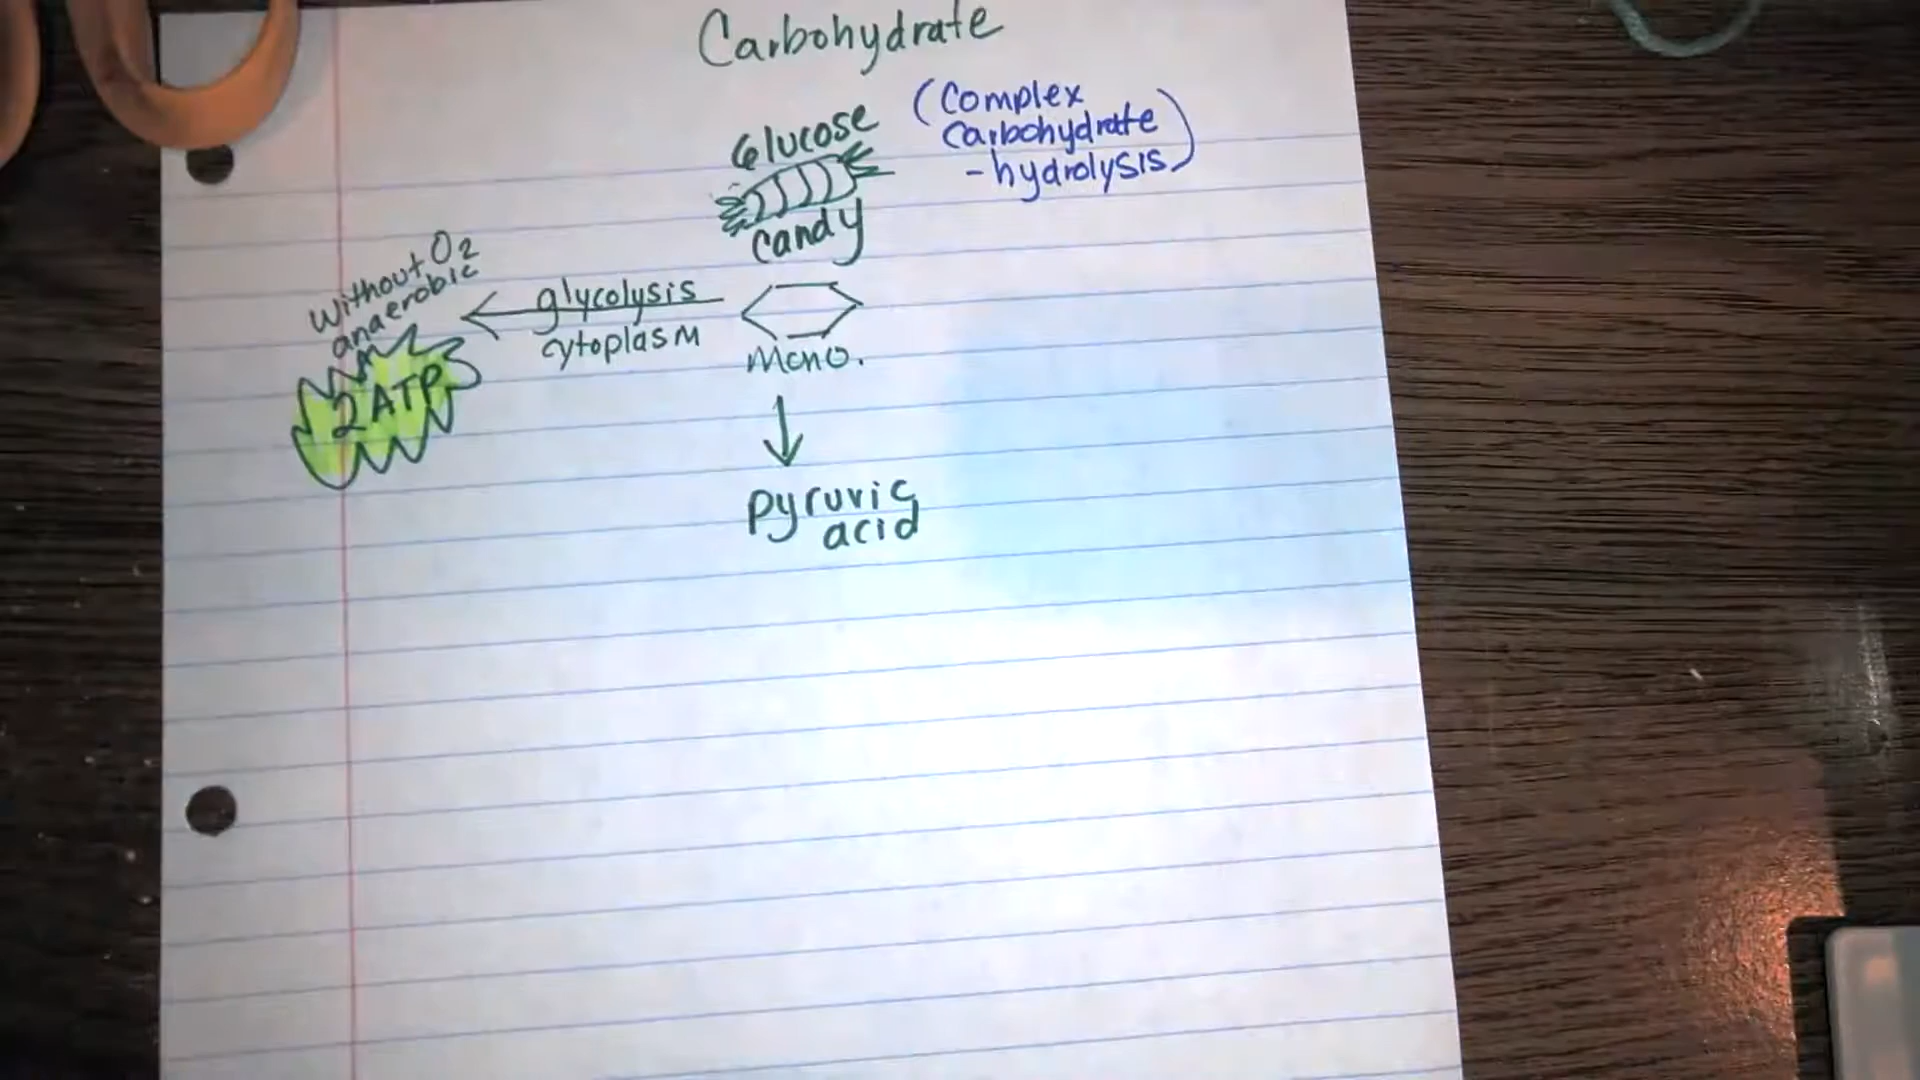 Carbohydrate
(Complex
Carbohydrate
- hydrolysis)
Glucose
Candy
Without O2
anaerobic
glycolysis
cytoplasm
Mono.
2 ATP
Pyruvic
acid